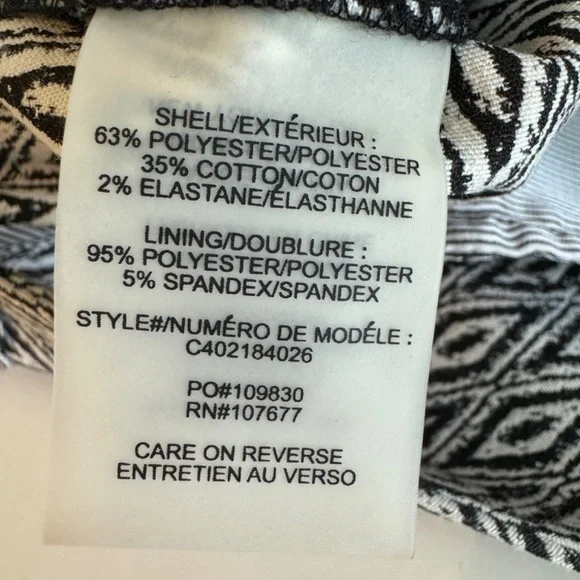 SHELL/EXTÉRIEUR :
63% POLYESTER/POLYESTER
35% COTTON/COTON
2% ELASTANE/ÉLASTHANNE
LINING/DOUBLURE :
95% POLYESTER/POLYESTER
5% SPANDEX/SPANDEX
STYLE#/NUMÉRO DE MODÉLE :
C402184026
PO#109830
RN#107677
CARE ON REVERSE
ENTRETIEN AU VERSO